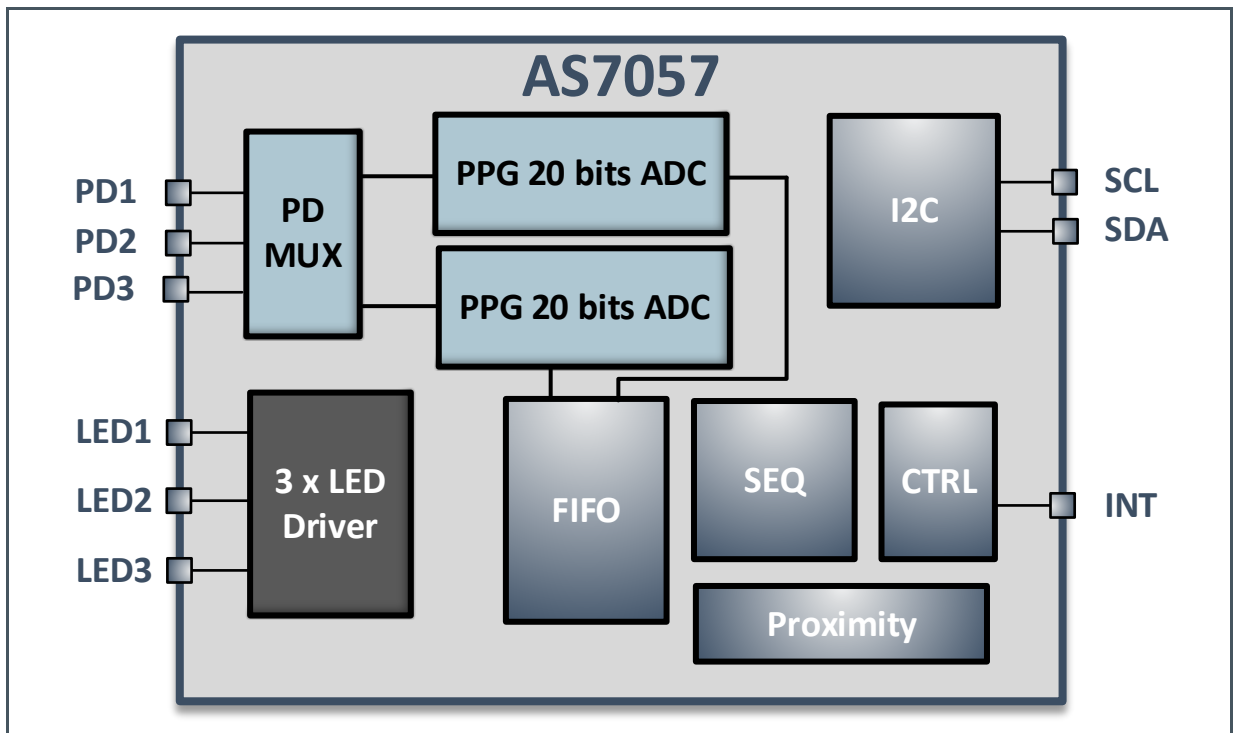 AS7057
PD1
PD2
PD3
PD
MUX
PPG 20 bits ADC
PPG 20 bits ADC
I2C
SCL
SDA
LED1
LED2
LED3
3 x LED
Driver
FIFO
SEQ
CTRL
INT
Proximity